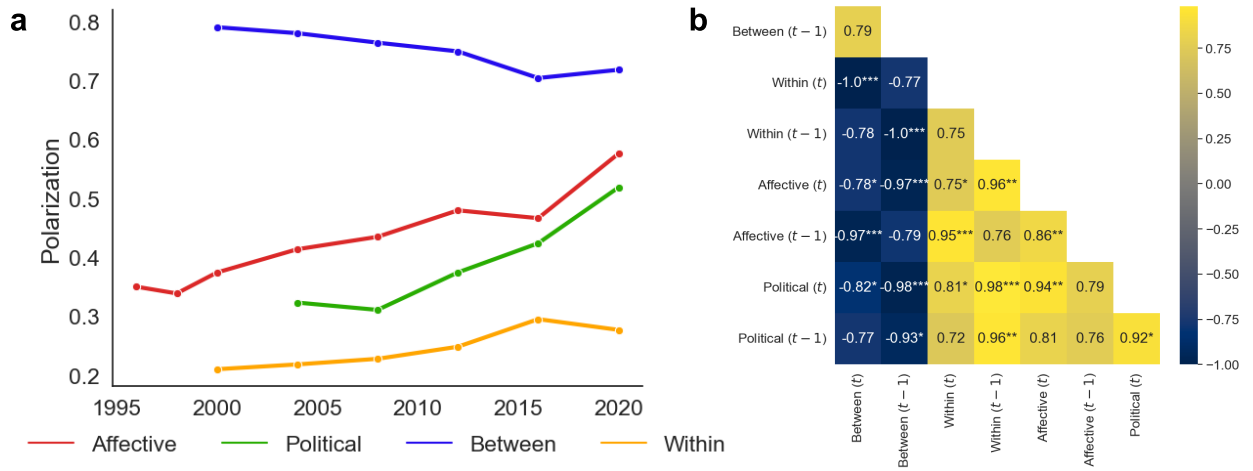 a
Polarization
0.8
0.7
0.6
0.5
0.4
0.3
0.2
1995 2000 2005 2010 2015 2020
Affective Political Between Within
b
Between (t − 1) 0.79
Within (t) -1.0*** -0.77
Within (t − 1) -0.78 -1.0*** 0.75
Affective (t) -0.78* -0.97*** 0.75* 0.96**
Affective (t − 1) -0.97*** -0.79 0.95*** 0.76 0.86**
Political (t) -0.82* -0.98*** 0.81* 0.98*** 0.94** 0.79
Political (t − 1) -0.77 -0.93* 0.72 0.96** 0.81 0.76 0.92*
Between (t)
Between (t − 1)
Within (t)
Within (t − 1)
Affective (t)
Affective (t − 1)
Political (t)
0.75
0.50
0.25
0.00
−0.25
−0.50
−0.75
−1.00